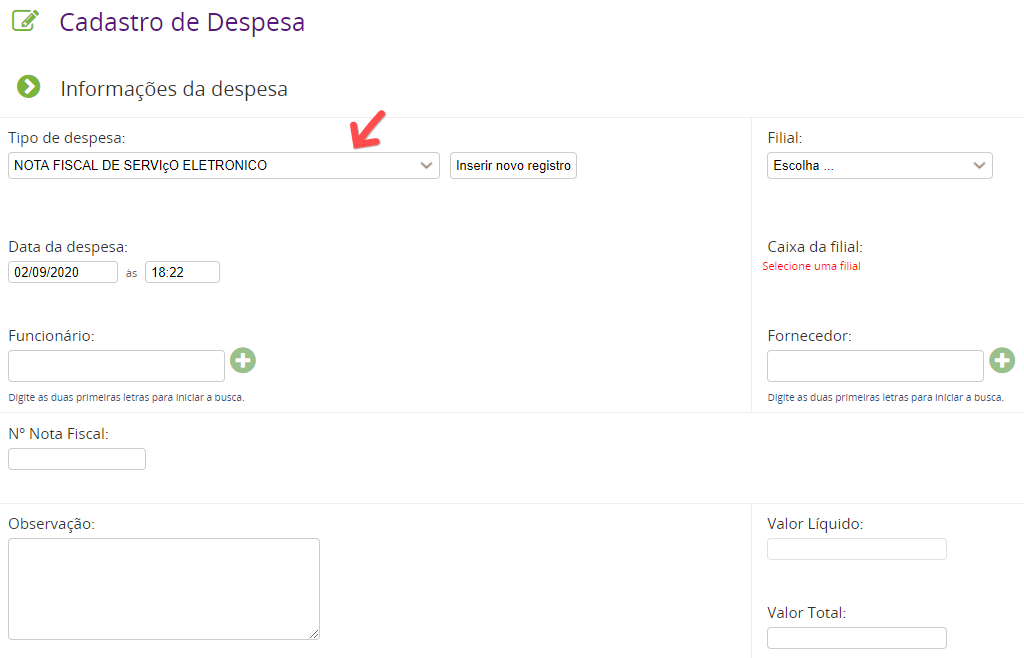 Cadastro de Despesa
Informações da despesa
Tipo de despesa:
NOTA FISCAL DE SERVIçO ELETRONICO
Inserir novo registro
Filial:
Escolha ...
Data da despesa:
02/09/2020 às 18:22
Caixa da filial:
Selecione uma filial
Funcionário:
Digite as duas primeiras letras para iniciar a busca.
Fornecedor:
Digite as duas primeiras letras para iniciar a busca.
Nº Nota Fiscal:
Observação:
Valor Líquido:
Valor Total: